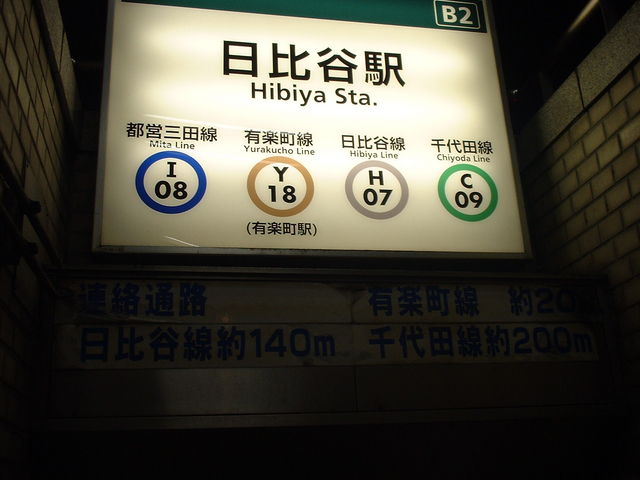 B2
日比谷駅
Hibiya Sta.
都営三田線 有楽町線 日比谷線 千代田線
Mita Line Yurakucho Line Hibiya Line Chiyoda Line
I Y H C
08 18 07 09
(有楽町駅)
連絡通路 有楽町線 約20
日比谷線約140m 千代田線約200m